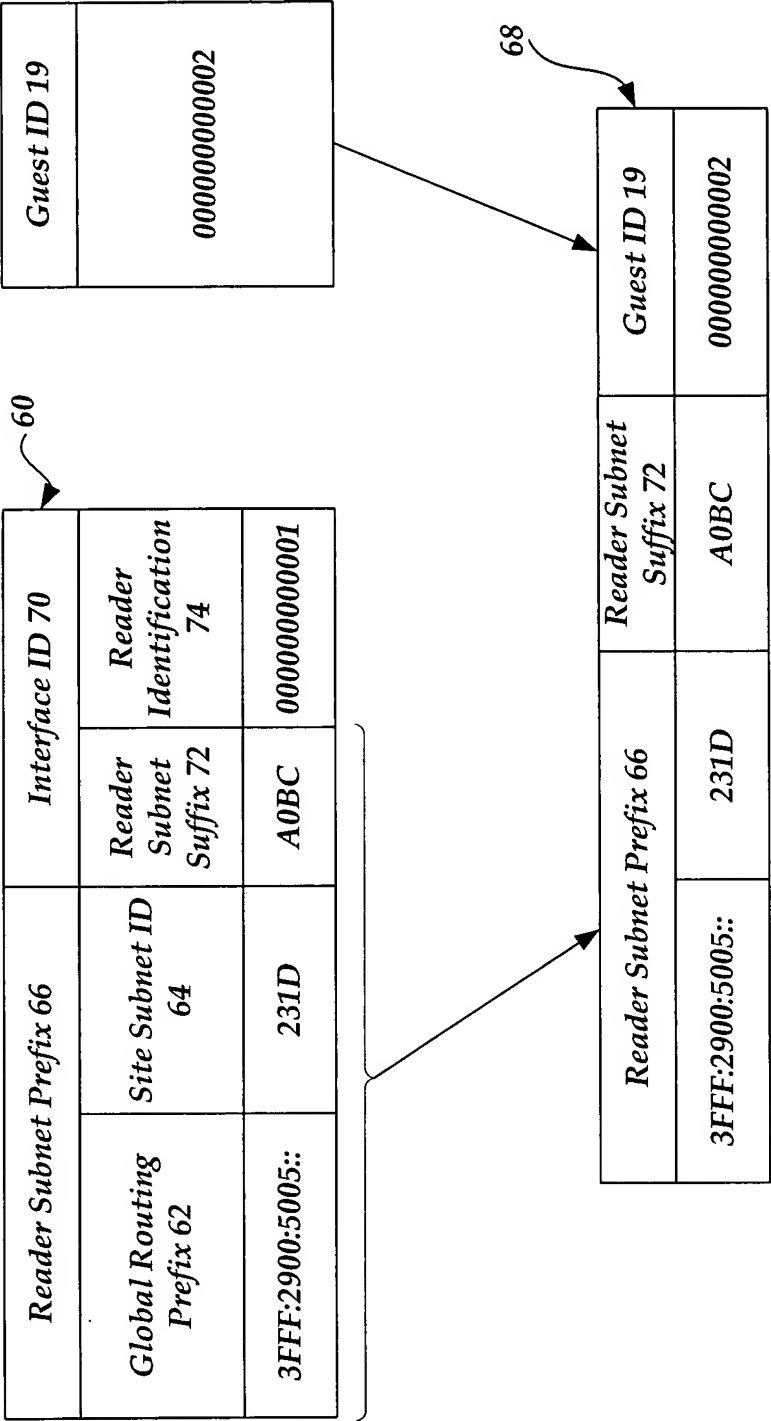 Reader Subnet Prefix 66
Interface ID 70
60
Global Routing
Prefix 62
Site Subnet ID
64
Reader
Subnet
Suffix 72
Reader
Identification
74
3FFF:2900:5005::
231D
A0BC
000000000001
Guest ID 19
000000000002
68
Reader Subnet Prefix 66
Reader Subnet
Suffix 72
Guest ID 19
3FFF:2900:5005::
231D
A0BC
000000000002